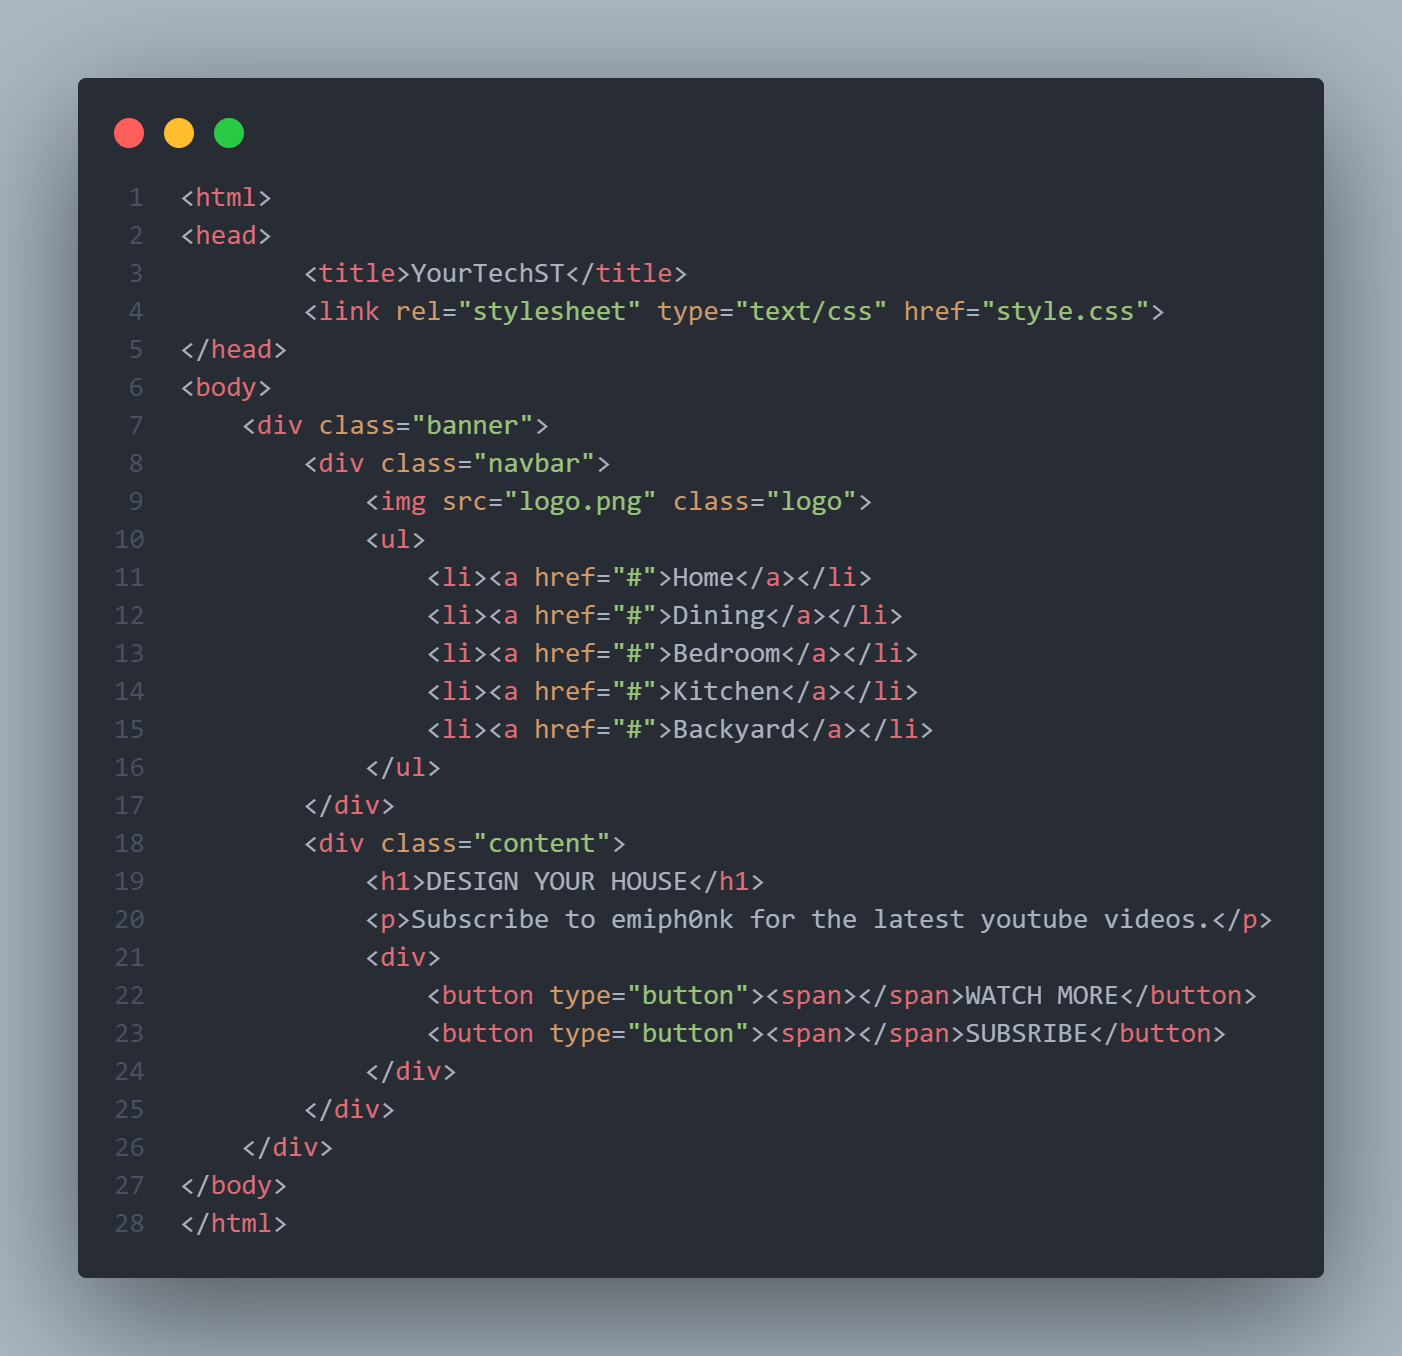 1 <html>
2 <head>
3         <title>YourTechST</title>
4         <link rel="stylesheet" type="text/css" href="style.css">
5 </head>
6 <body>
7     <div class="banner">
8         <div class="navbar">
9             <img src="logo.png" class="logo">
10             <ul>
11                 <li><a href="#">Home</a></li>
12                 <li><a href="#">Dining</a></li>
13                 <li><a href="#">Bedroom</a></li>
14                 <li><a href="#">Kitchen</a></li>
15                 <li><a href="#">Backyard</a></li>
16             </ul>
17         </div>
18         <div class="content">
19             <h1>DESIGN YOUR HOUSE</h1>
20             <p>Subscribe to emiph0nk for the latest youtube videos.</p>
21             <div>
22                 <button type="button"><span></span>WATCH MORE</button>
23                 <button type="button"><span></span>SUBSRIBE</button>
24             </div>
25         </div>
26     </div>
27 </body>
28 </html>